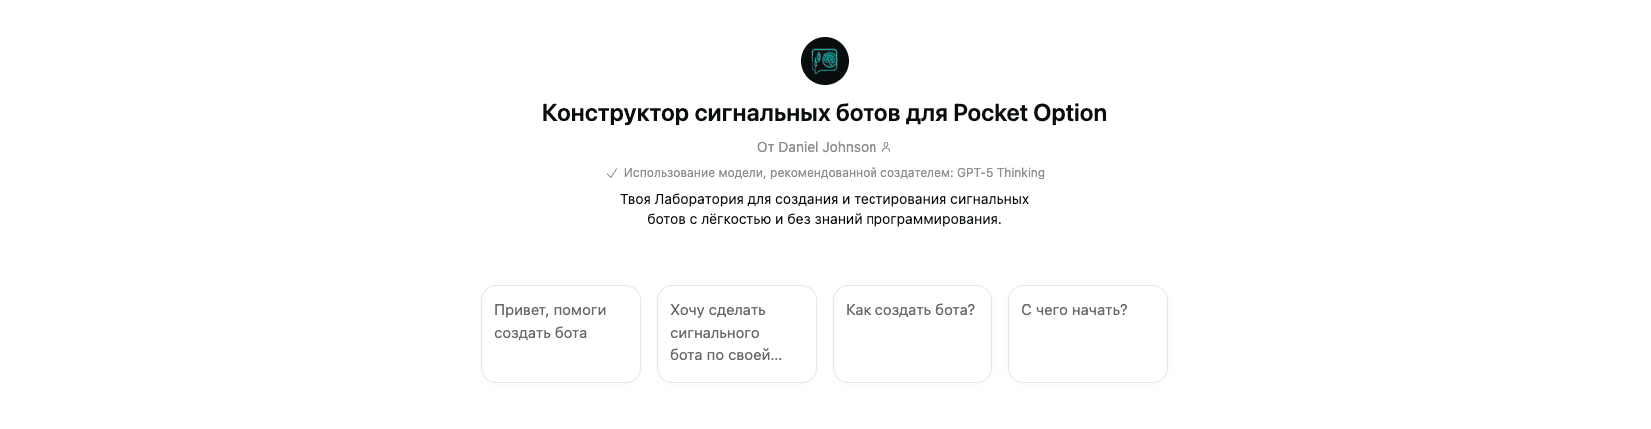 Конструктор сигнальных ботов для Pocket Option
От Daniel Johnson
Использование модели, рекомендованной создателем: GPT-5 Thinking
Твоя Лаборатория для создания и тестирования сигнальных
ботов с лёгкостью и без знаний программирования.
Привет, помоги
создать бота
Хочу сделать
сигнального
бота по своей...
Как создать бота?
С чего начать?